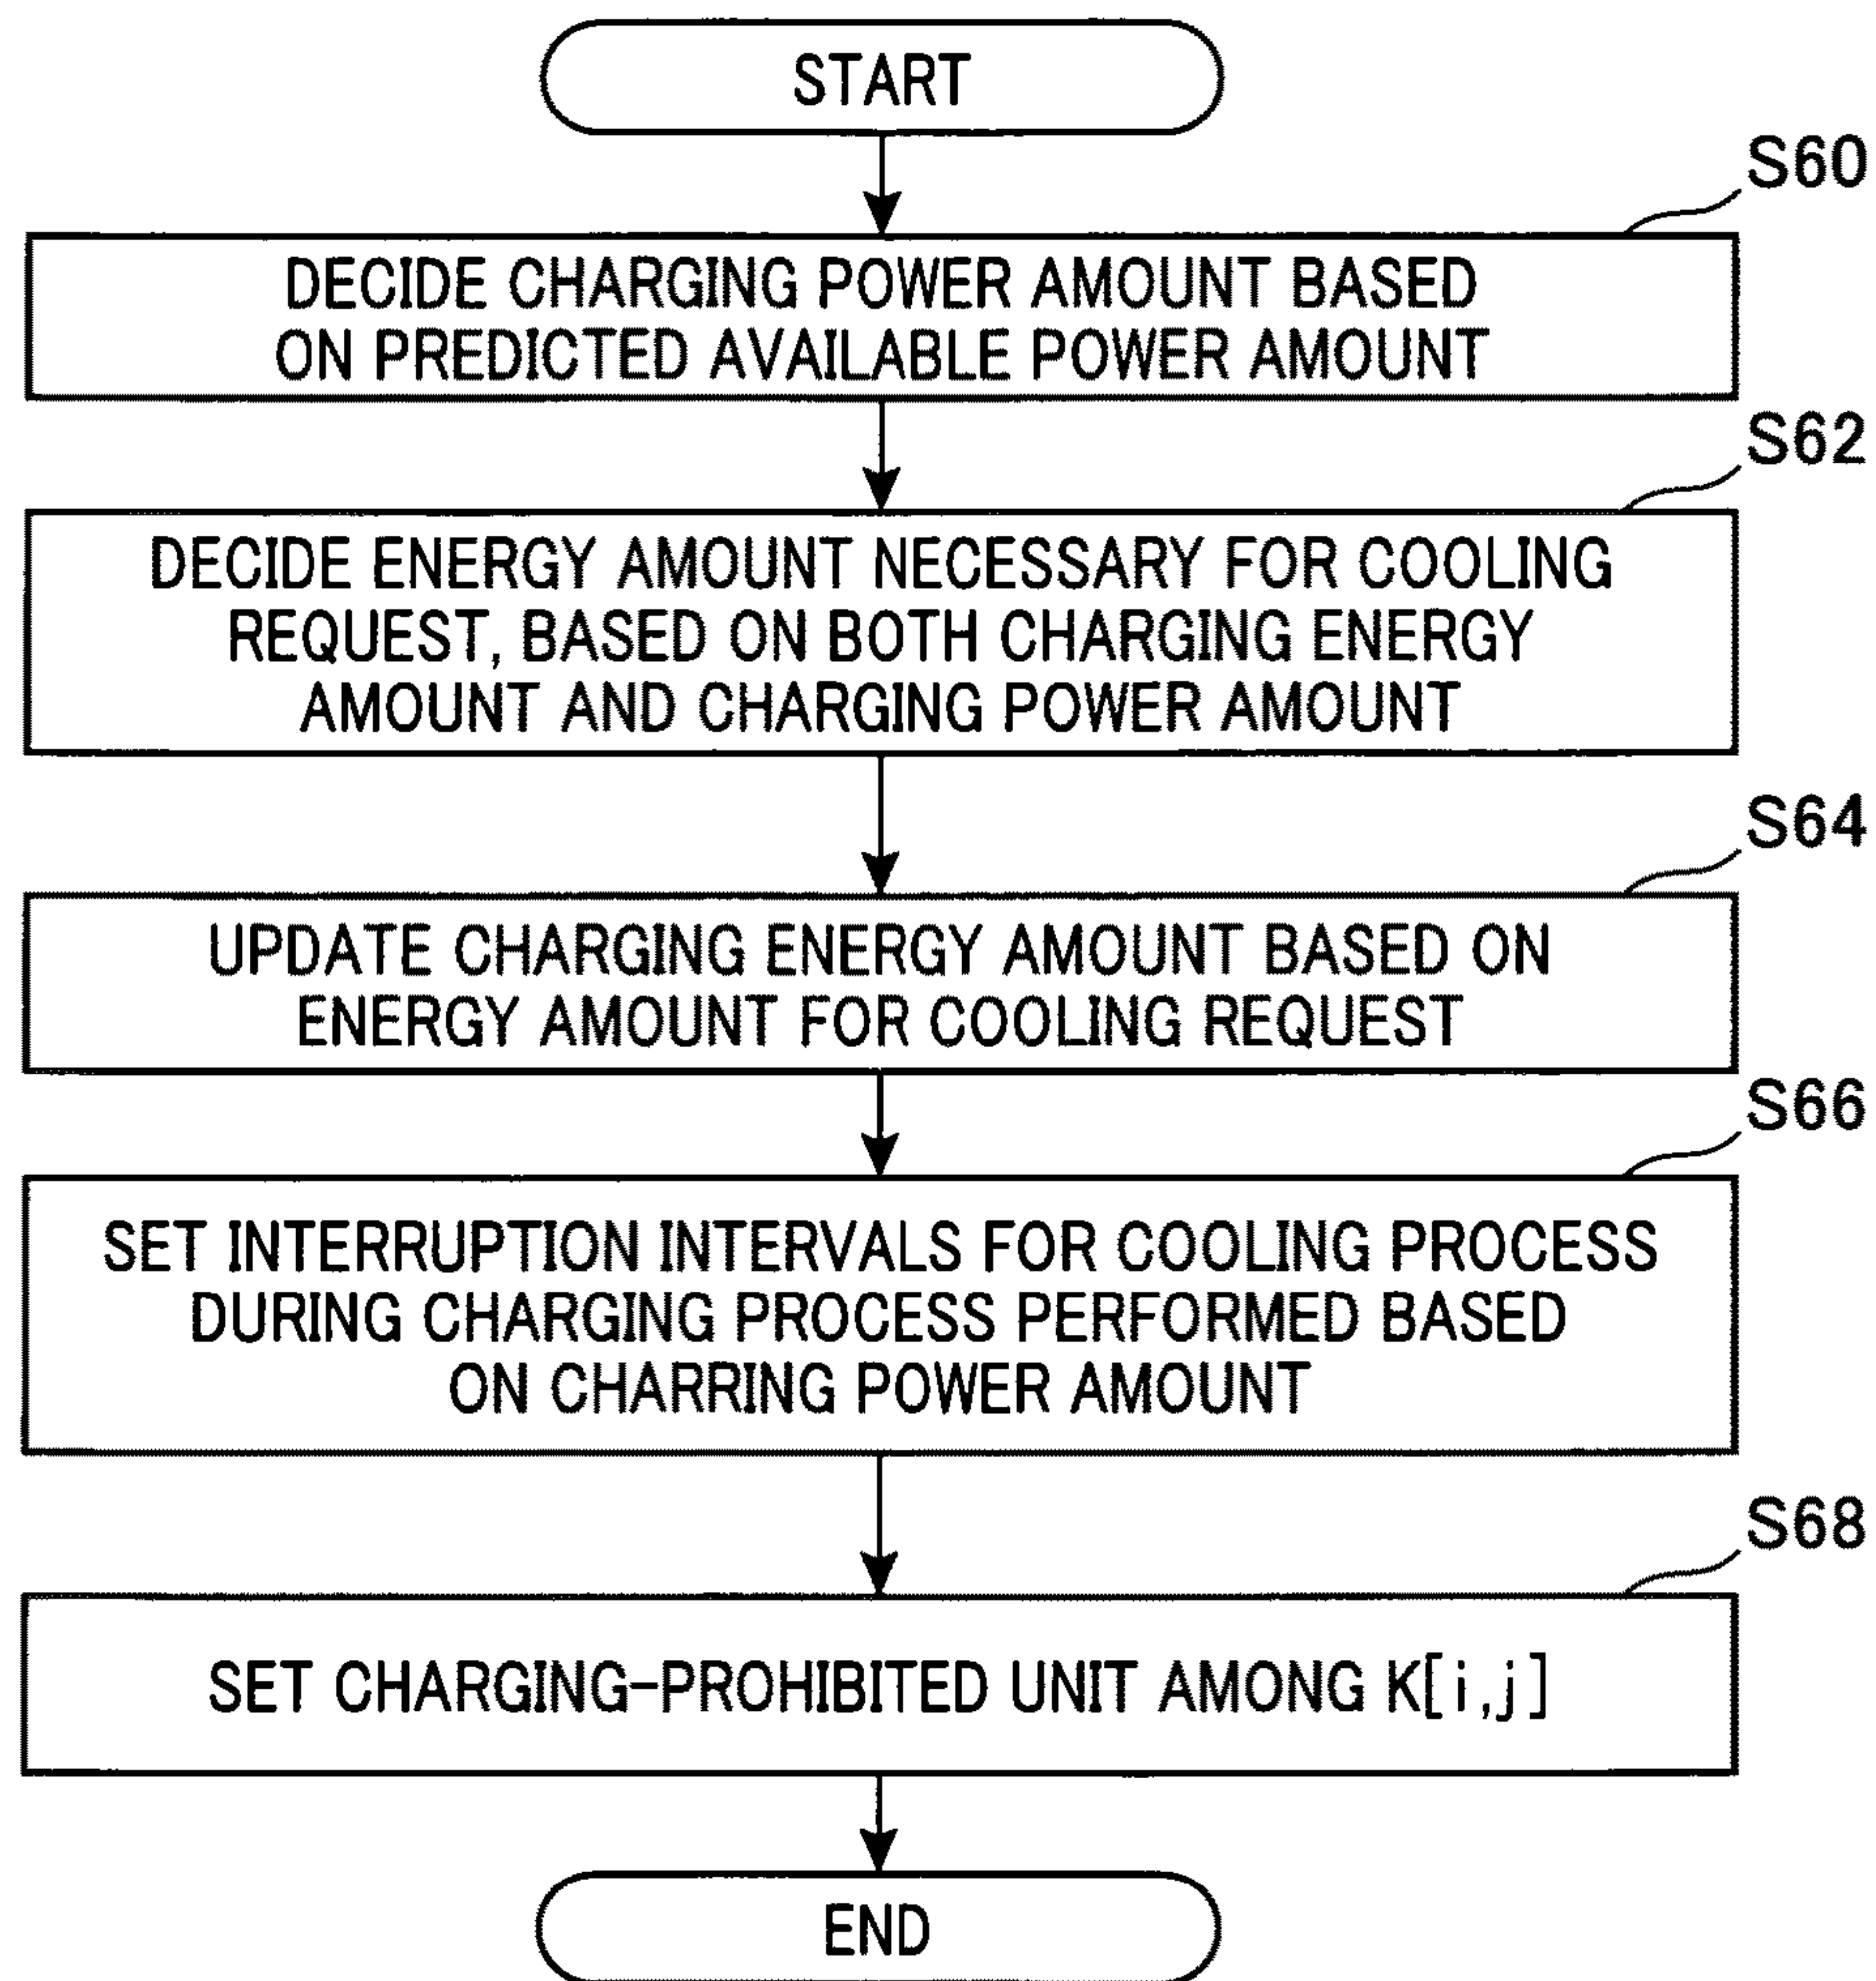 START
S60
DECIDE CHARGING POWER AMOUNT BASED
ON PREDICTED AVAILABLE POWER AMOUNT
S62
DECIDE ENERGY AMOUNT NECESSARY FOR COOLING
REQUEST, BASED ON BOTH CHARGING ENERGY
AMOUNT AND CHARGING POWER AMOUNT
S64
UPDATE CHARGING ENERGY AMOUNT BASED ON
ENERGY AMOUNT FOR COOLING REQUEST
S66
SET INTERRUPTION INTERVALS FOR COOLING PROCESS
DURING CHARGING PROCESS PERFORMED BASED
ON CHARRING POWER AMOUNT
S68
SET CHARGING-PROHIBITED UNIT AMONG K[i,j]
END